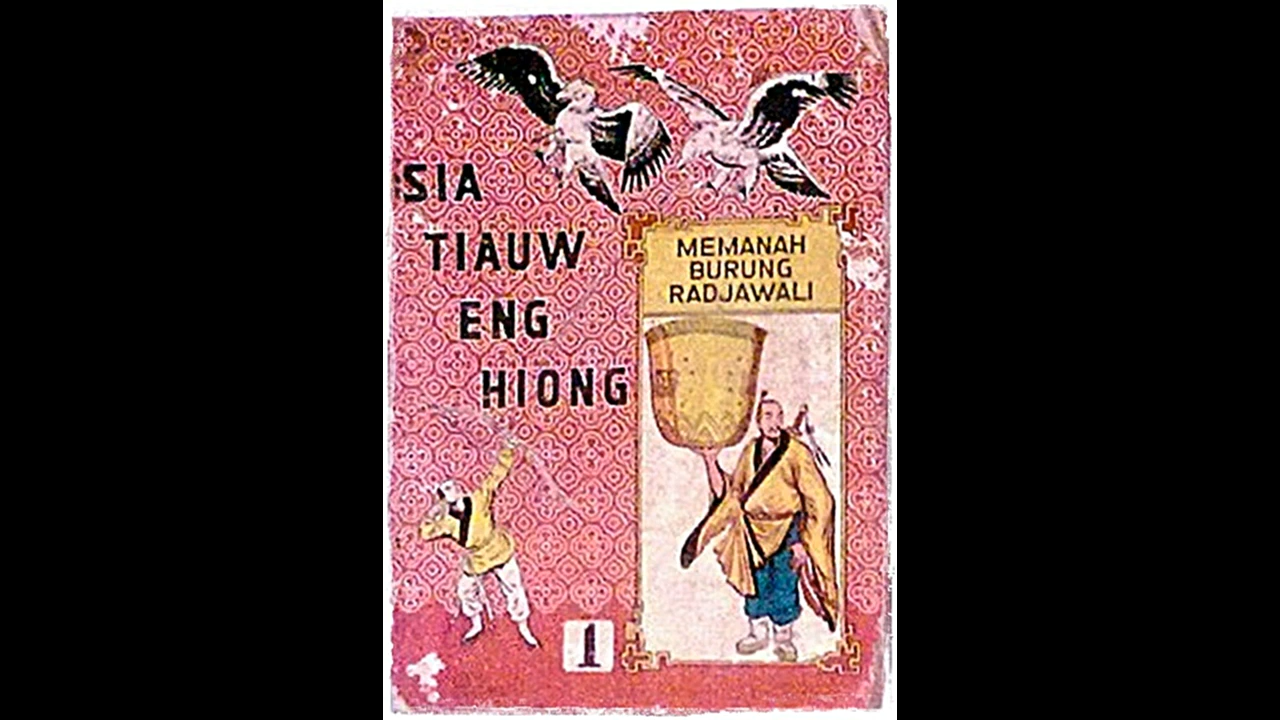 SIA
TIAUW
ENG
HIONG
MEMANAH
BURUNG
RADJAWALI
1